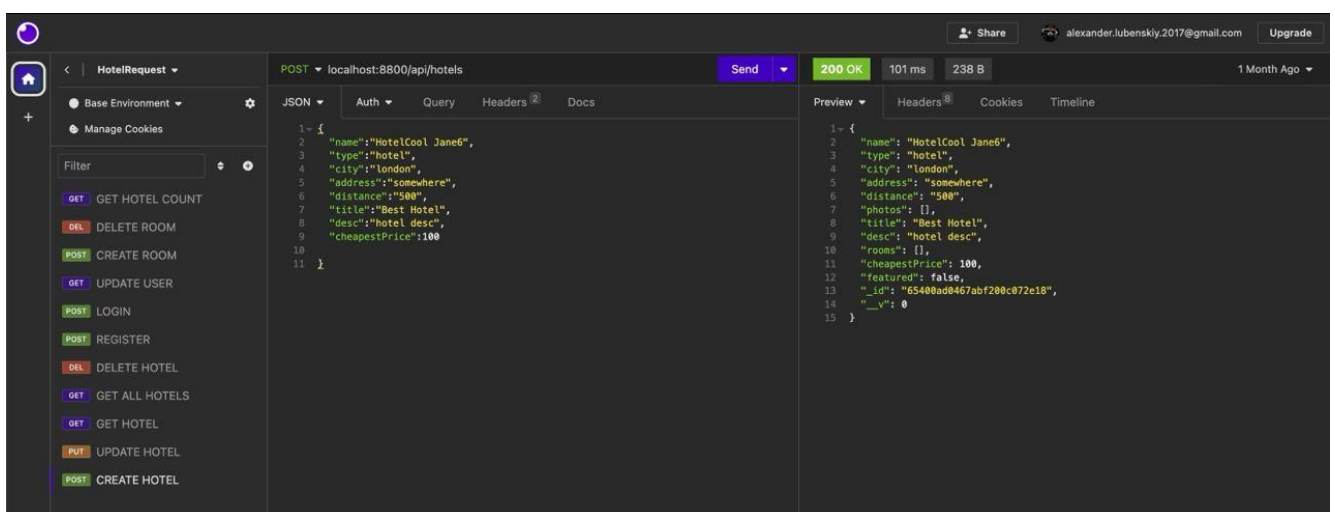 Share
alexander.lubenskiy.2017@gmail.com
Upgrade
HotelRequest
Base Environment
Manage Cookies
Filter
GET GET HOTEL COUNT
DEL DELETE ROOM
POST CREATE ROOM
GET UPDATE USER
POST LOGIN
POST REGISTER
DEL DELETE HOTEL
GET GET ALL HOTELS
GET GET HOTEL
PUT UPDATE HOTEL
POST CREATE HOTEL
POST localhost:8800/api/hotels
Send
JSON Auth Query Headers 2 Docs
1 {
2 "name":"HotelCool Jane6",
3 "type":"hotel",
4 "city":"london",
5 "address":"somewhere",
6 "distance":"500",
7 "title":"Best Hotel",
8 "desc":"hotel desc",
9 "cheapestPrice":100
10
11 }
200 OK 101 ms 238 B 1 Month Ago
Preview Headers 8 Cookies Timeline
1 {
2 "name": "HotelCool Jane6",
3 "type": "hotel",
4 "city": "london",
5 "address": "somewhere",
6 "distance": "500",
7 "photos": [],
8 "title": "Best Hotel",
9 "desc": "hotel desc",
10 "rooms": [],
11 "cheapestPrice": 100,
12 "featured": false,
13 "_id": "65400ad0467abf200c072e18",
14 "__v": 0
15 }